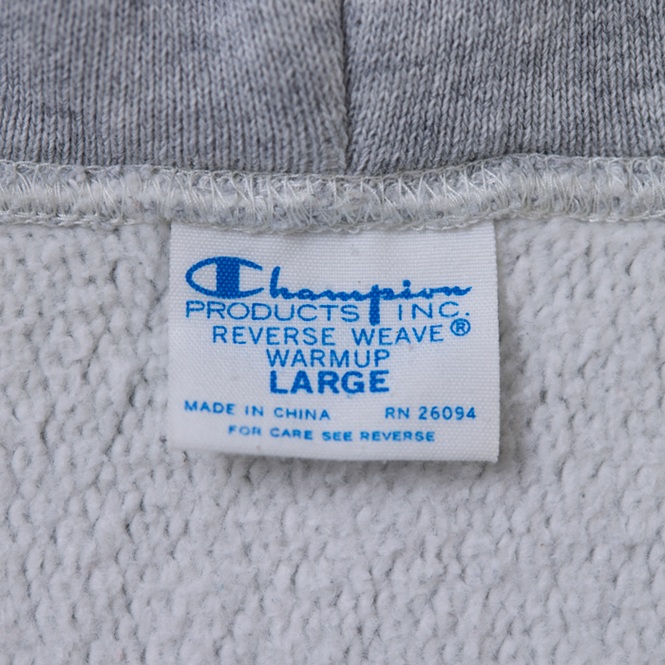 Champion
PRODUCTS INC.
REVERSE WEAVE®
WARMUP
LARGE
MADE IN CHINA RN 26094
FOR CARE SEE REVERSE